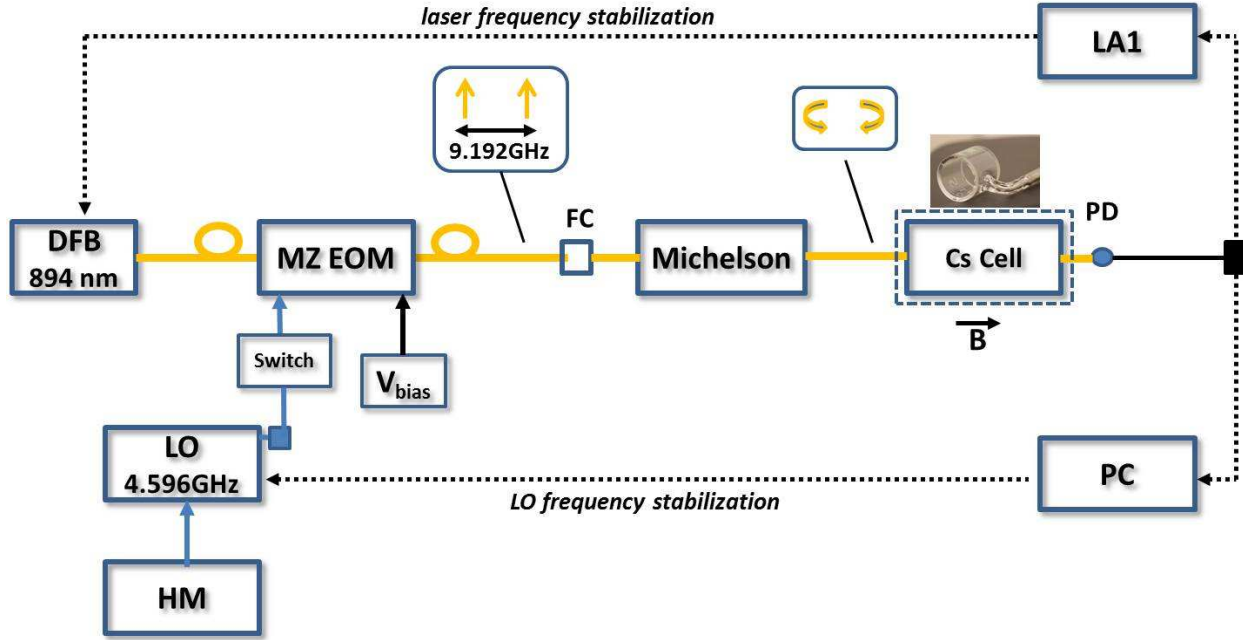 laser frequency stabilization
LA1
9.192GHz
DFB
894 nm
MZ EOM
FC
Michelson
Cs Cell
PD
B
Switch
Vbias
LO
4.596GHz
LO frequency stabilization
PC
HM